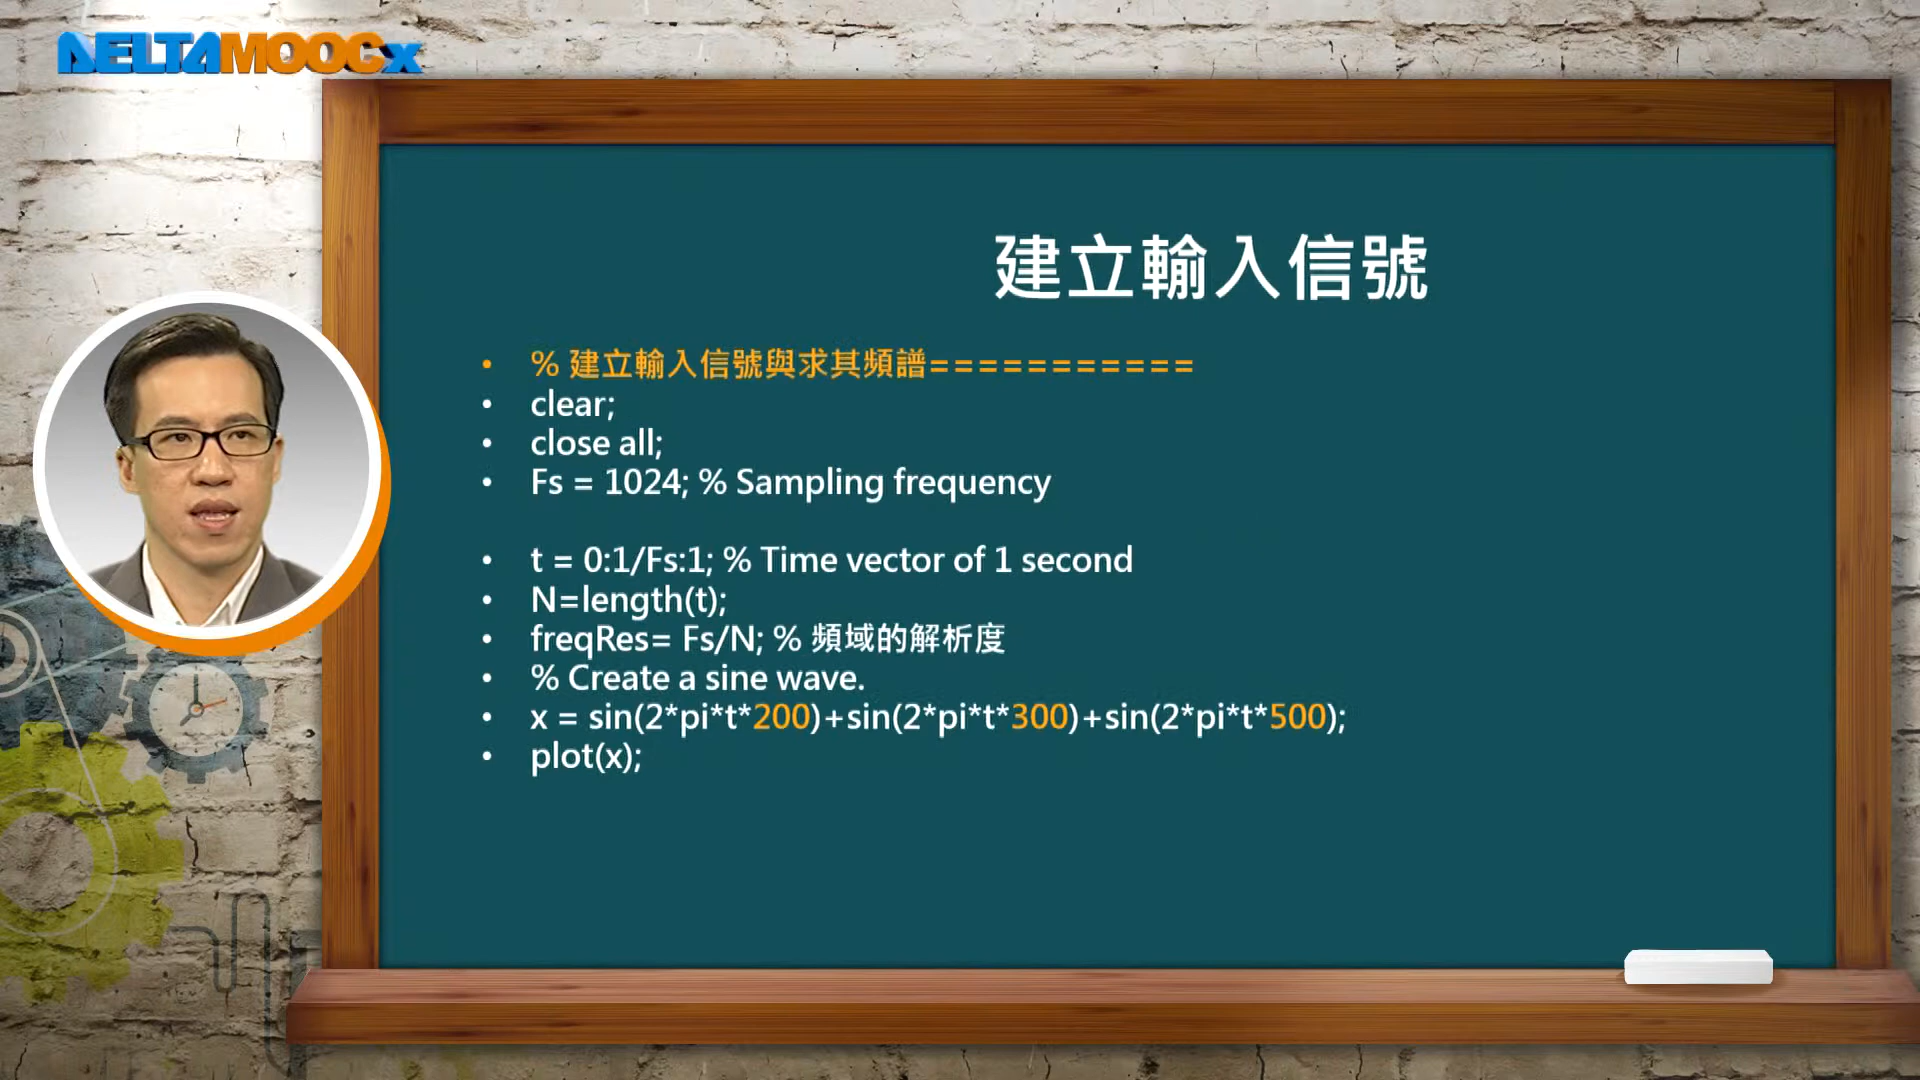 DELTAMOOCx
建立輸入信號
• % 建立輸入信號與求其頻譜===========
• clear;
• close all;
• Fs = 1024; % Sampling frequency
• t = 0:1/Fs:1; % Time vector of 1 second
• N=length(t);
• freqRes= Fs/N; % 頻域的解析度
• % Create a sine wave.
• x = sin(2*pi*t*200)+sin(2*pi*t*300)+sin(2*pi*t*500);
• plot(x);